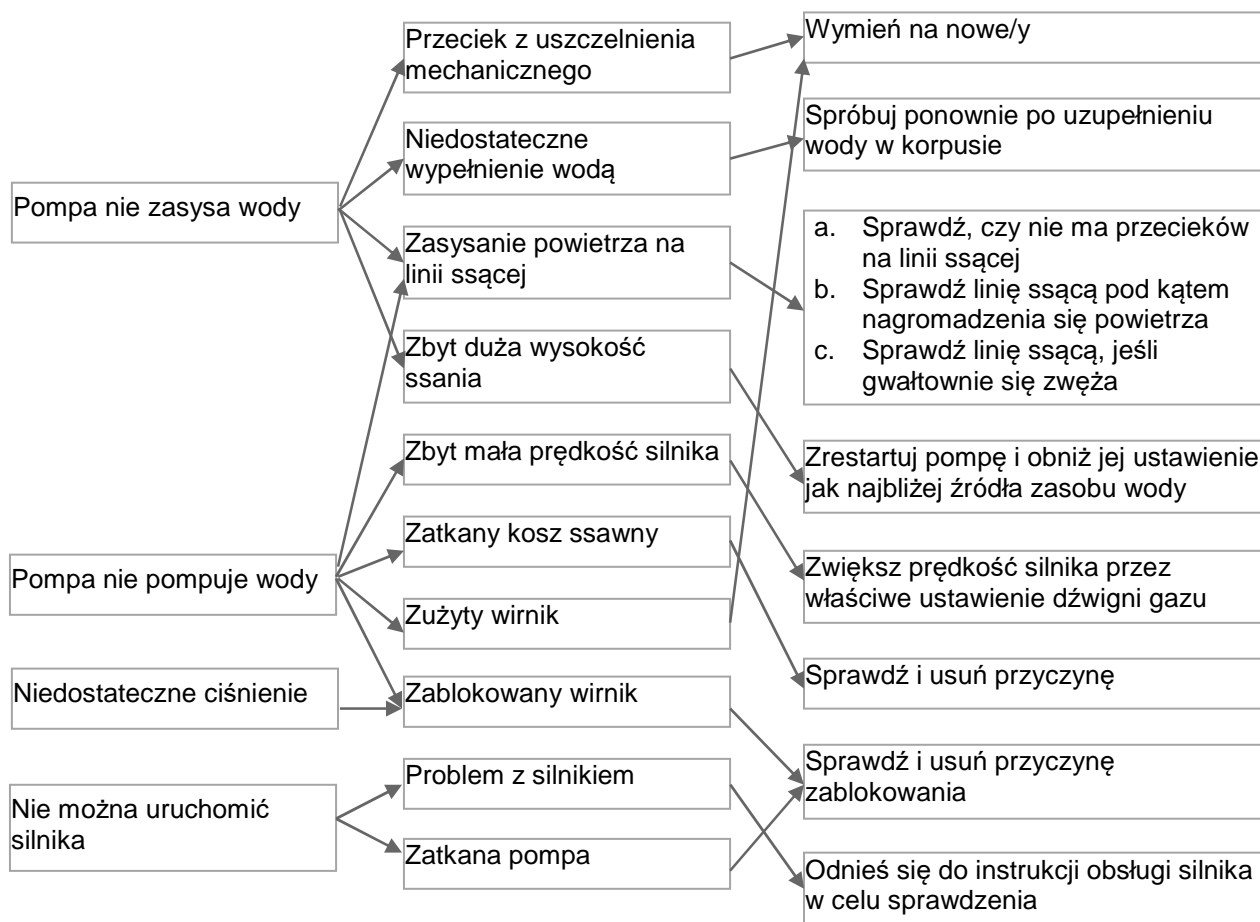 Pompa nie zasysa wody
Pompa nie pompuje wody
Niedostateczne ciśnienie
Nie można uruchomić
silnika
Przeciek z uszczelnienia
mechanicznego
Niedostateczne
wypełnienie wodą
Zasysanie powietrza na
linii ssącej
Zbyt duża wysokość
ssania
Zbyt mała prędkość silnika
Zatkany kosz ssawny
Zużyty wirnik
Zablokowany wirnik
Problem z silnikiem
Zatkana pompa
Wymień na nowe/y
Spróbuj ponownie po uzupełnieniu
wody w korpusie
a. Sprawdź, czy nie ma przecieków
na linii ssącej
b. Sprawdź linię ssącą pod kątem
nagromadzenia się powietrza
c. Sprawdź linię ssącą, jeśli
gwałtownie się zwęża
Zrestartuj pompę i obniż jej ustawienie
jak najbliżej źródła zasobu wody
Zwiększ prędkość silnika przez
właściwe ustawienie dźwigni gazu
Sprawdź i usuń przyczynę
Sprawdź i usuń przyczynę
zablokowania
Odnieś się do instrukcji obsługi silnika
w celu sprawdzenia